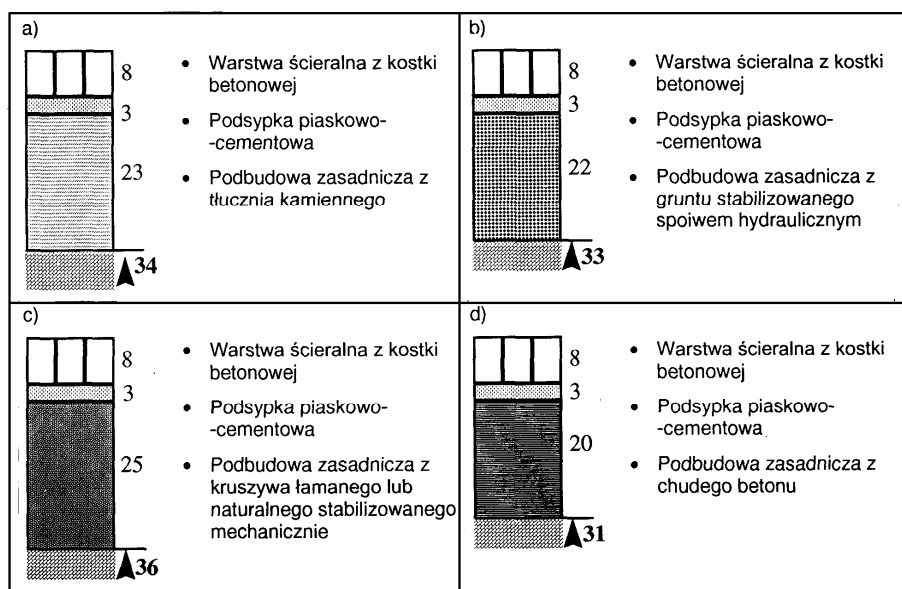 a)
8
3
23
34
• Warstwa ścieralna z kostki
betonowej
• Podsypka piaskowo-
-cementowa
• Podbudowa zasadnicza z
tłucznia kamiennego
b)
8
3
22
33
• Warstwa ścieralna z kostki
betonowej
• Podsypka piaskowo-
-cementowa
• Podbudowa zasadnicza z
gruntu stabilizowanego
spoiwem hydraulicznym
c)
8
3
25
36
• Warstwa ścieralna z kostki
betonowej
• Podsypka piaskowo-
-cementowa
• Podbudowa zasadnicza z
kruszywa łamanego lub
naturalnego stabilizowanego
mechanicznie
d)
8
3
20
31
• Warstwa ścieralna z kostki
betonowej
• Podsypka piaskowo-
-cementowa
• Podbudowa zasadnicza z
chudego betonu